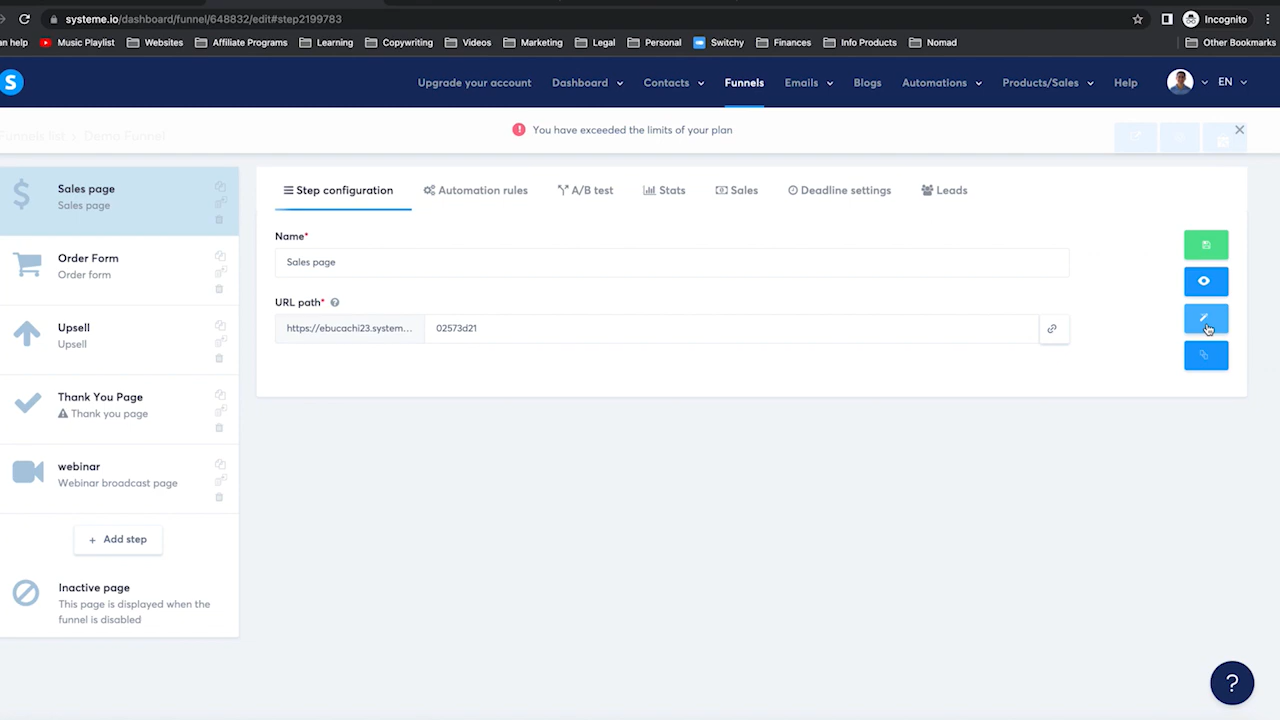 systeme.io/dashboard/funnel/648832/edit#step2199783
Incognito
an help Music Playlist Websites Affiliate Programs Learning Copywriting Videos Marketing Legal Personal Switchy Finances Info Products Nomad Other Bookmarks
S Upgrade your account Dashboard Contacts Funnels Emails Blogs Automations Products/Sales Help EN
Funnels list > Demo Funnel
You have exceeded the limits of your plan
Sales page
Sales page
Order Form
Order form
Upsell
Upsell
Thank You Page
Thank you page
webinar
Webinar broadcast page
+ Add step
Inactive page
This page is displayed when the
funnel is disabled
Step configuration Automation rules A/B test Stats Sales Deadline settings Leads
Name*
Sales page
URL path* ?
https://ebucachi23.system... 02573d21
?